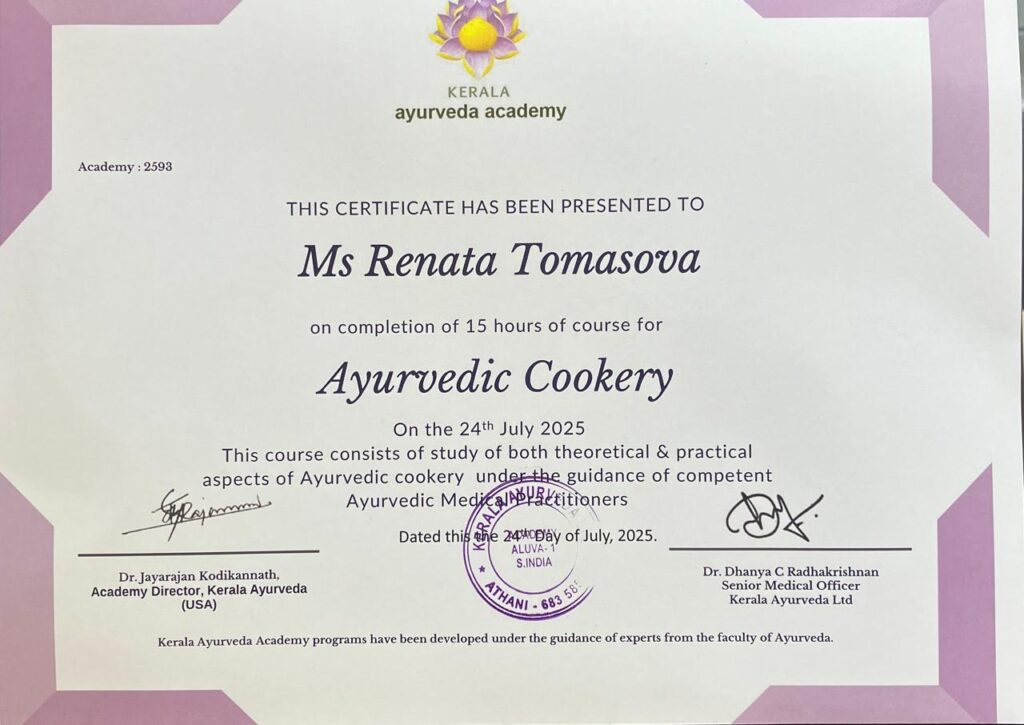 KERALA
ayurveda academy
Academy : 2593
THIS CERTIFICATE HAS BEEN PRESENTED TO
Ms Renata Tomasova
on completion of 15 hours of course for
Ayurvedic Cookery
On the 24th July 2025
This course consists of study of both theoretical & practical
aspects of Ayurvedic cookery under the guidance of competent
Ayurvedic Medical Practitioners
Dated this the 24th Day of July, 2025.
KERALA AYURVEDA
ACADEMY
ALUVA-1
S.INDIA
★ ATHANI - 683 585
Dr. Jayarajan Kodikannath,
Academy Director, Kerala Ayurveda
(USA)
Dr. Dhanya C Radhakrishnan
Senior Medical Officer
Kerala Ayurveda Ltd
Kerala Ayurveda Academy programs have been developed under the guidance of experts from the faculty of Ayurveda.